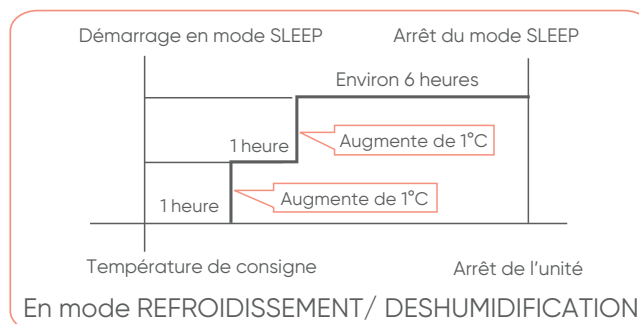 Démarrage en mode SLEEP
Arrêt du mode SLEEP
Environ 6 heures
1 heure
Augmente de 1°C
1 heure
Augmente de 1°C
Température de consigne
Arrêt de l'unité
En mode REFROIDISSEMENT/ DESHUMIDIFICATION